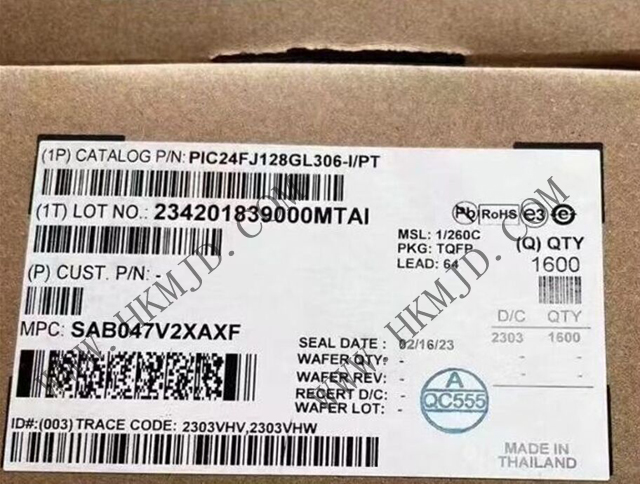 (1P) CATALOG P/N: PIC24FJ128GL306-I/PT
(1T) LOT NO.: 234201839000MTAI
Pb RoHS e3 e
MSL: 1/260C
PKG: TQFP
LEAD: 64
(Q) QTY
1600
(P) CUST. P/N: -
MPC: SAB047V2XAXF
D/C QTY
2303 1600
SEAL DATE : 02/16/23
WAFER QTY: -
WAFER REV: -
RECERT D/C: -
WAFER LOT: -
A
QC555
ID#:(003) TRACE CODE: 2303VHV,2303VHW
MADE IN
THAILAND
WWW.HKMJD.COM
WWW.HKMJD.COM